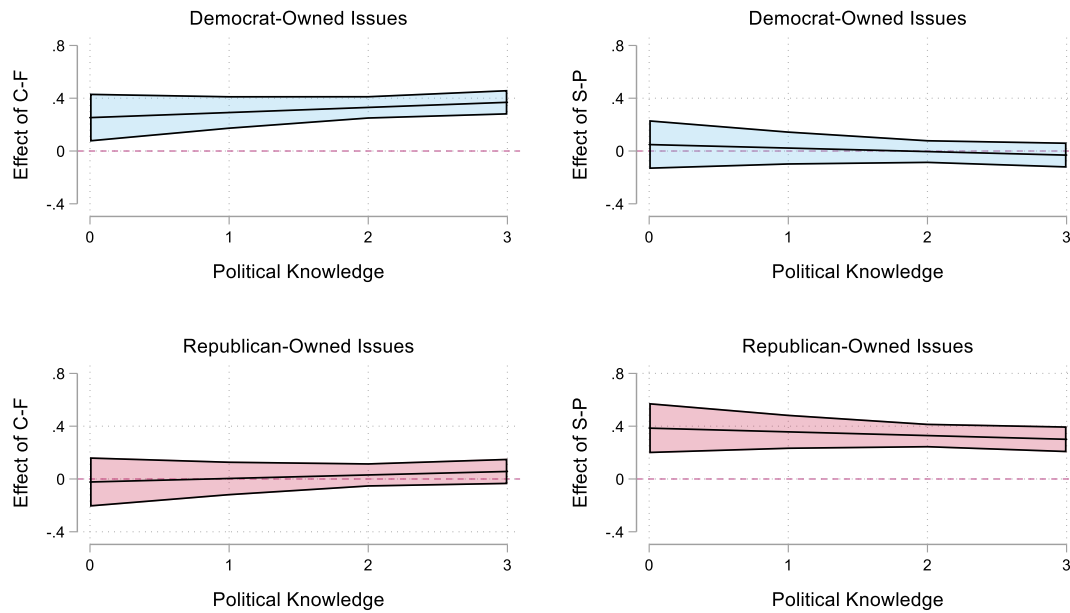 Democrat-Owned Issues
Effect of C-F
.8
.4
0
-.4
0 1 2 3
Political Knowledge
Democrat-Owned Issues
Effect of S-P
.8
.4
0
-.4
0 1 2 3
Political Knowledge
Republican-Owned Issues
Effect of C-F
.8
.4
0
-.4
0 1 2 3
Political Knowledge
Republican-Owned Issues
Effect of S-P
.8
.4
0
-.4
0 1 2 3
Political Knowledge